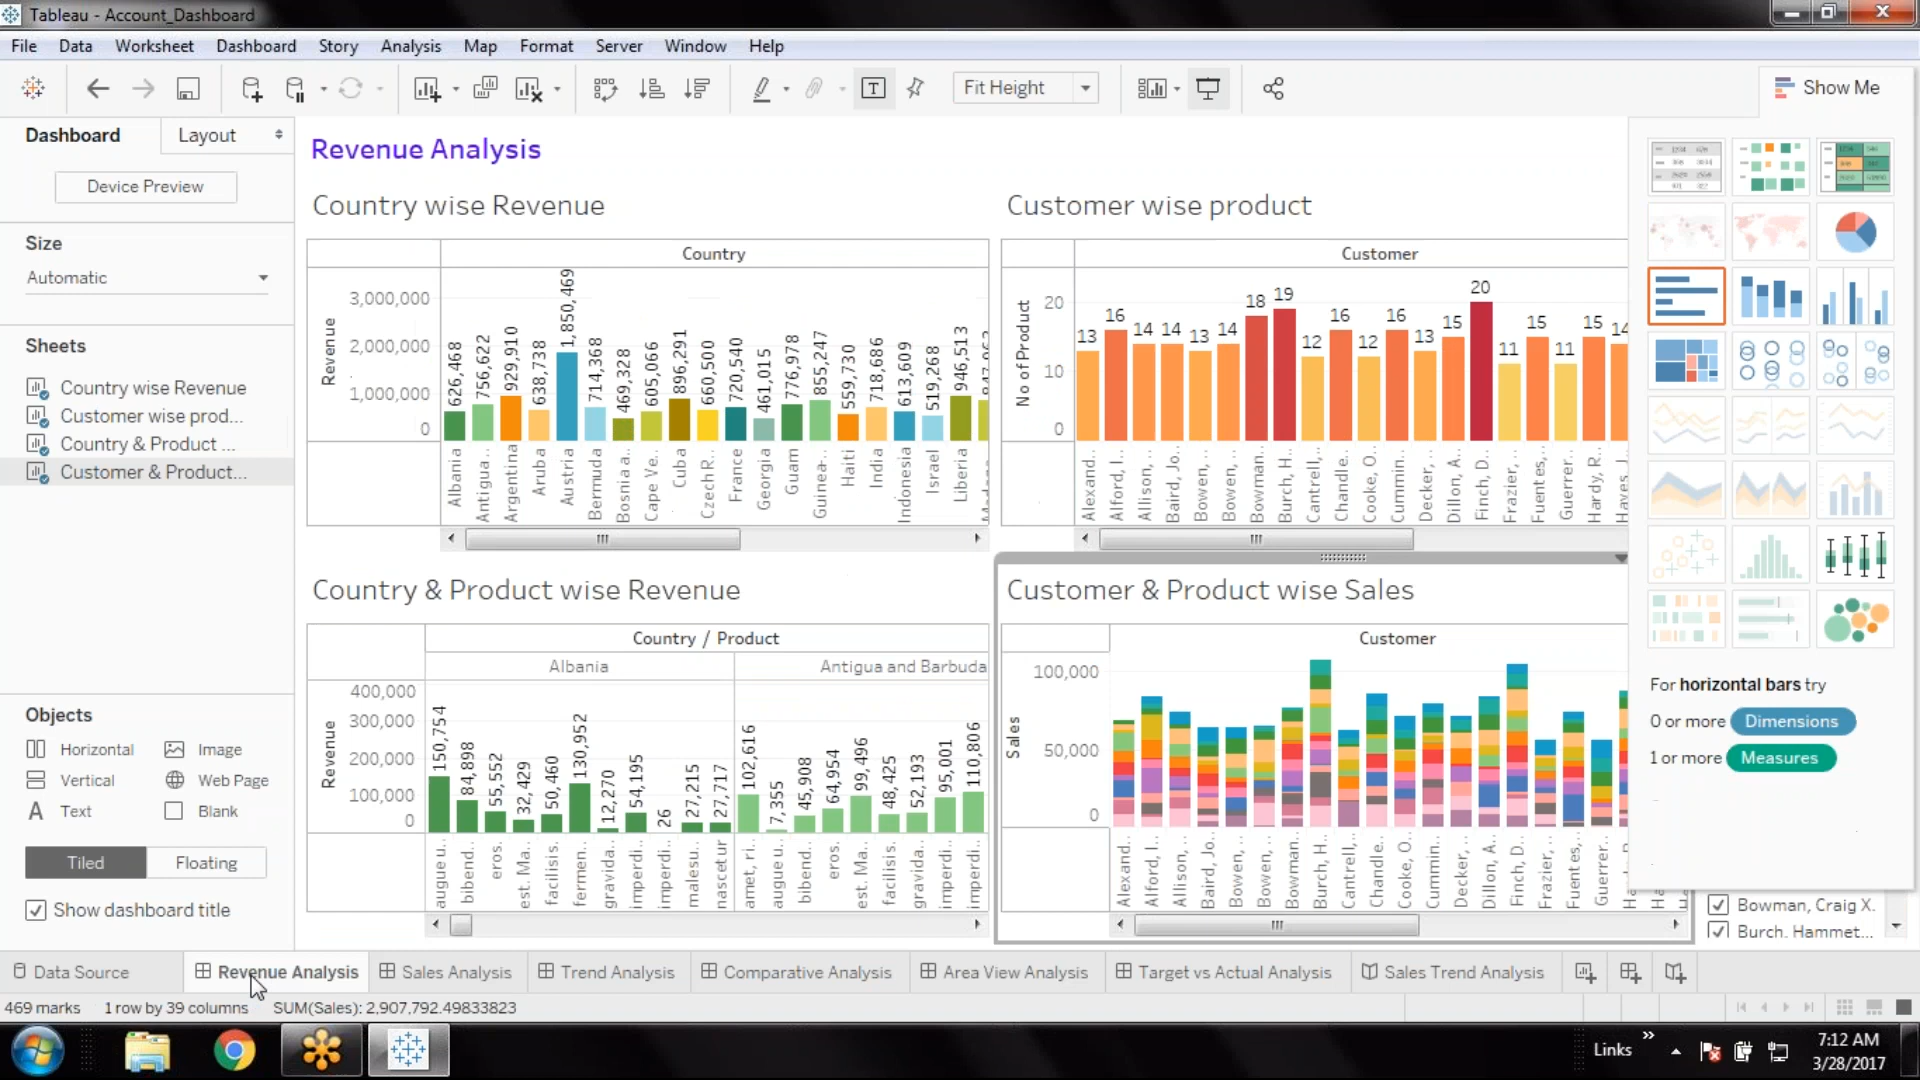 Tableau - Account_Dashboard
File Data Worksheet Dashboard Story Analysis Map Format Server Window Help
Fit Height
Show Me
Dashboard
Layout
Device Preview
Size
Automatic
Sheets
Country wise Revenue
Customer wise prod...
Country & Product ...
Customer & Product...
Objects
Horizontal
Image
Vertical
Web Page
Text
Blank
Tiled
Floating
Show dashboard title
Revenue Analysis
Country wise Revenue
Country
Revenue
3,000,000
2,000,000
1,000,000
0
626,468
756,622
929,910
638,738
1,850,469
714,368
469,328
605,066
896,291
660,500
720,540
461,015
776,978
855,247
559,730
718,686
613,609
519,268
946,513
Albania
Antigua ..
Argentina
Aruba
Austria
Bermuda
Bosnia a..
Cape Ve..
Cuba
Czech R..
France
Georgia
Guam
Guinea-..
Haiti
India
Indonesia
Israel
Liberia
Customer wise product
Customer
No of Product
20
10
0
13
16
14
14
13
14
18
19
12
16
12
16
13
15
20
11
15
11
15
14
Alexand..
Alford, I..
Allison, ..
Baird, Jo..
Bowen, ..
Bowen, ..
Bowman..
Burch, H..
Cantrell,..
Chandle..
Cooke, O..
Cummin..
Decker, ..
Dillon, A..
Finch, D..
Frazier, ..
Fuentes,..
Guerrer..
Hardy, R..
Hayes, J..
Country & Product wise Revenue
Country / Product
Albania
Antigua and Barbuda
Revenue
400,000
300,000
200,000
100,000
0
150,754
84,898
55,552
32,429
50,460
130,952
12,270
54,195
26
27,215
27,717
102,616
7,355
45,908
64,954
99,496
48,425
52,193
95,001
110,806
augue u..
bibend..
eros.
est. Ma..
facilisis.
fermen..
gravida..
imperdi..
imperdi..
malesu..
nascetur
amet, ri..
augue u..
bibend..
eros.
est. Ma..
facilisis.
gravida..
imperdi..
imperdi..
Customer & Product wise Sales
Customer
Sales
100,000
50,000
0
Alexand..
Alford, I..
Allison, ..
Baird, Jo..
Bowen, ..
Bowen, ..
Bowman..
Burch, H..
Cantrell,..
Chandle..
Cooke, O..
Cummin..
Decker, ..
Dillon, A..
Finch, D..
Frazier, ..
Fuentes,..
Guerrer..
For horizontal bars try
0 or more Dimensions
1 or more Measures
Bowman, Craig X.
Burch, Hammet...
Data Source
Revenue Analysis
Sales Analysis
Trend Analysis
Comparative Analysis
Area View Analysis
Target vs Actual Analysis
Sales Trend Analysis
469 marks 1 row by 39 columns SUM(Sales): 2,907,792.49833823
Links
7:12 AM
3/28/2017